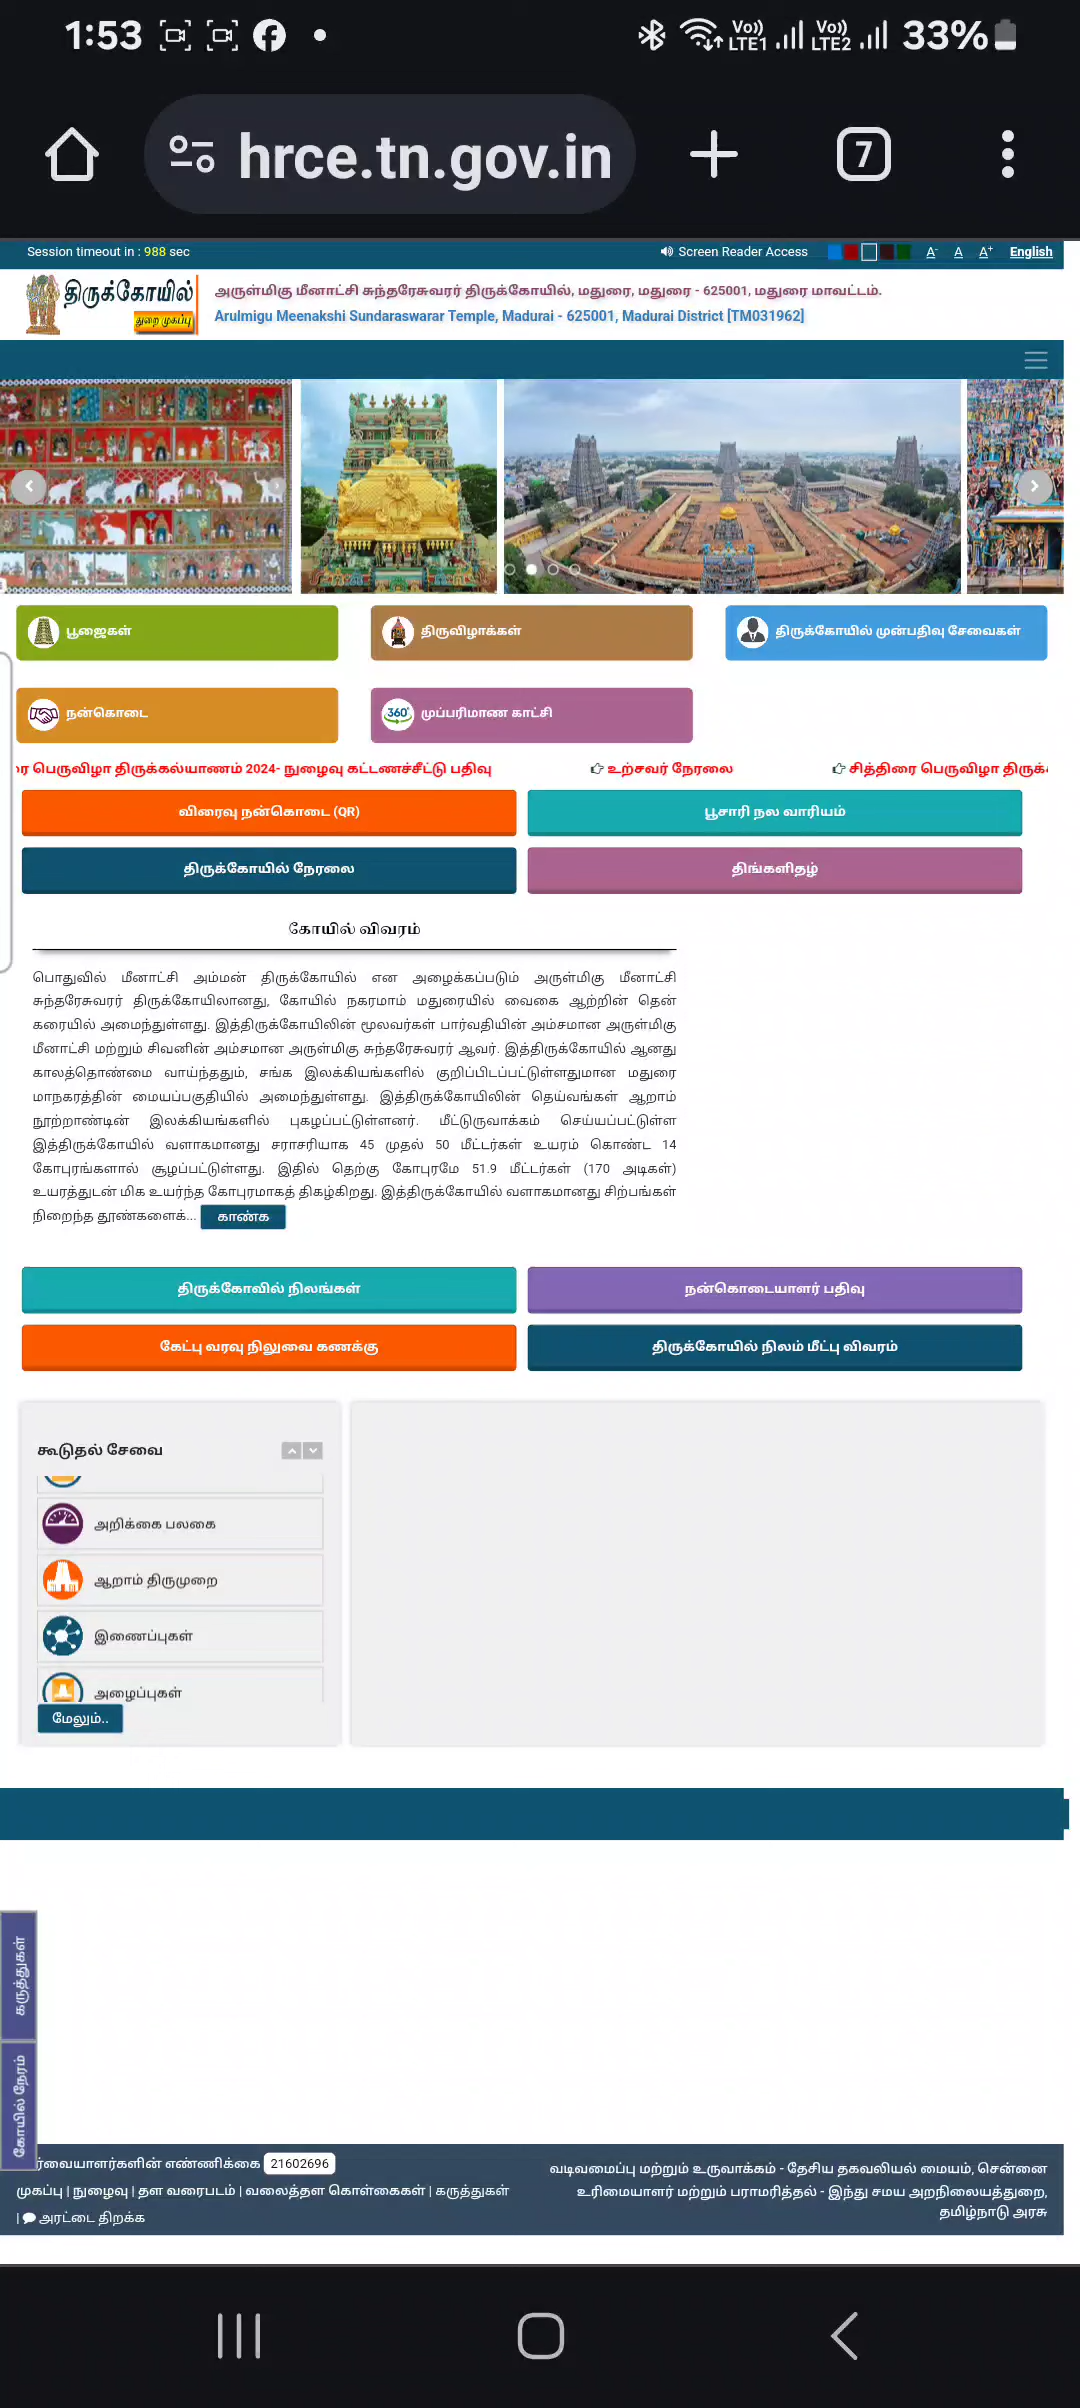 1:53
Vo)) LTE1 Vo)) LTE2 33%
hrce.tn.gov.in
7
Session timeout in : 988 sec
Screen Reader Access A- A A+ English
திருக்கோயில்
துறை முகப்பு
அருள்மிகு மீனாட்சி சுந்தரேசுவரர் திருக்கோயில், மதுரை, மதுரை - 625001, மதுரை மாவட்டம்.
Arulmigu Meenakshi Sundaraswarar Temple, Madurai - 625001, Madurai District [TM031962]
பூஜைகள்
திருவிழாக்கள்
திருக்கோயில் முன்பதிவு சேவைகள்
நன்கொடை
360°
முப்பரிமாண காட்சி
ரை பெருவிழா திருக்கல்யாணம் 2024- நுழைவு கட்டணச்சீட்டு பதிவு உற்சவர் நேரலை சித்திரை பெருவிழா திருக்க
விரைவு நன்கொடை (QR)
பூசாரி நல வாரியம்
திருக்கோயில் நேரலை
திங்களிதழ்
கோயில் விவரம்
பொதுவில் மீனாட்சி அம்மன் திருக்கோயில் என அழைக்கப்படும் அருள்மிகு மீனாட்சி
சுந்தரேசுவரர் திருக்கோயிலானது, கோயில் நகரமாம் மதுரையில் வைகை ஆற்றின் தென்
கரையில் அமைந்துள்ளது. இத்திருக்கோயிலின் மூலவர்கள் பார்வதியின் அம்சமான அருள்மிகு
மீனாட்சி மற்றும் சிவனின் அம்சமான அருள்மிகு சுந்தரேசுவரர் ஆவர். இத்திருக்கோயில் ஆனது
காலத்தொண்மை வாய்ந்ததும், சங்க இலக்கியங்களில் குறிப்பிடப்பட்டுள்ளதுமான மதுரை
மாநகரத்தின் மையப்பகுதியில் அமைந்துள்ளது. இத்திருக்கோயிலின் தெய்வங்கள் ஆறாம்
நூற்றாண்டின் இலக்கியங்களில் புகழப்பட்டுள்ளனர். மீட்டுருவாக்கம் செய்யப்பட்டுள்ள
இத்திருக்கோயில் வளாகமானது சராசரியாக 45 முதல் 50 மீட்டர்கள் உயரம் கொண்ட 14
கோபுரங்களால் சூழப்பட்டுள்ளது. இதில் தெற்கு கோபுரமே 51.9 மீட்டர்கள் (170 அடிகள்)
உயரத்துடன் மிக உயர்ந்த கோபுரமாகத் திகழ்கிறது. இத்திருக்கோயில் வளாகமானது சிற்பங்கள்
நிறைந்த தூண்களைக்... காண்க
திருக்கோவில் நிலங்கள்
நன்கொடையாளர் பதிவு
கேட்பு வரவு நிலுவை கணக்கு
திருக்கோயில் நிலம் மீட்பு விவரம்
கூடுதல் சேவை
அறிக்கை பலகை
ஆறாம் திருமுறை
இணைப்புகள்
அழைப்புகள்
மேலும்..
கருத்துகள்
கோயில் நேரம்
ர்வையாளர்களின் எண்ணிக்கை 21602696
முகப்பு | நுழைவு | தள வரைபடம் | வலைத்தள கொள்கைகள் | கருத்துகள்
| அரட்டை திறக்க
வடிவமைப்பு மற்றும் உருவாக்கம் - தேசிய தகவலியல் மையம், சென்னை
உரிமையாளர் மற்றும் பராமரித்தல் - இந்து சமய அறநிலையத்துறை,
தமிழ்நாடு அரசு